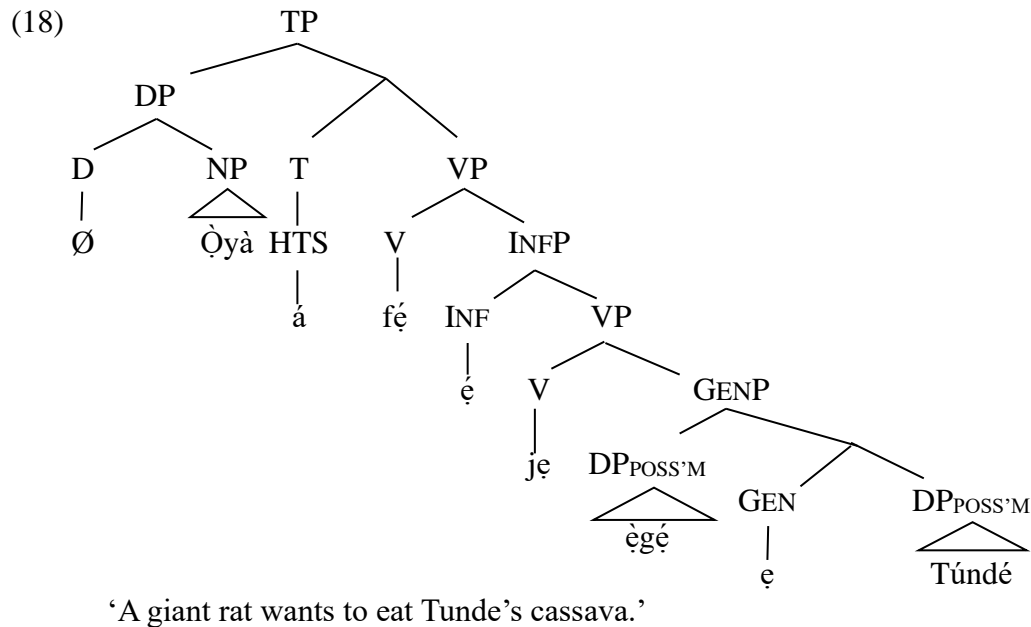 (18)
TP
DP
D NP T VP
Ø Ọ̀yà HTS V INFP
á fẹ́ INF VP
ẹ́ V GENP
jẹ DPPOSS’M GEN DPPOSS’M
ẹ̀gẹ́ ẹ Túndé
‘A giant rat wants to eat Tunde’s cassava.’